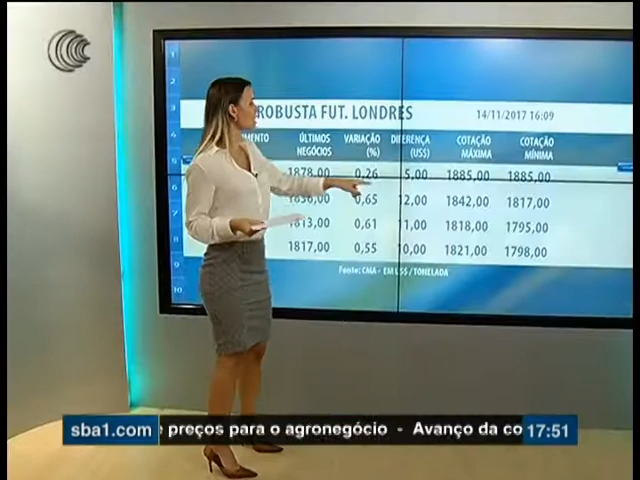 ROBUSTA FUT. LONDRES 14/11/2017 16:09
ÚLTIMOS NEGÓCIOS VARIAÇÃO (%) DIFERENÇA (US$) COTAÇÃO MÁXIMA COTAÇÃO MÍNIMA
1878,00 0,26 5,00 1885,00 1885,00
1836,00 0,65 12,00 1842,00 1817,00
1813,00 0,61 11,00 1818,00 1795,00
1817,00 0,55 10,00 1821,00 1798,00
Fonte: CMA - EM US$ /TONELADA
sba1.com e preços para o agronegócio - Avanço da co 17:51